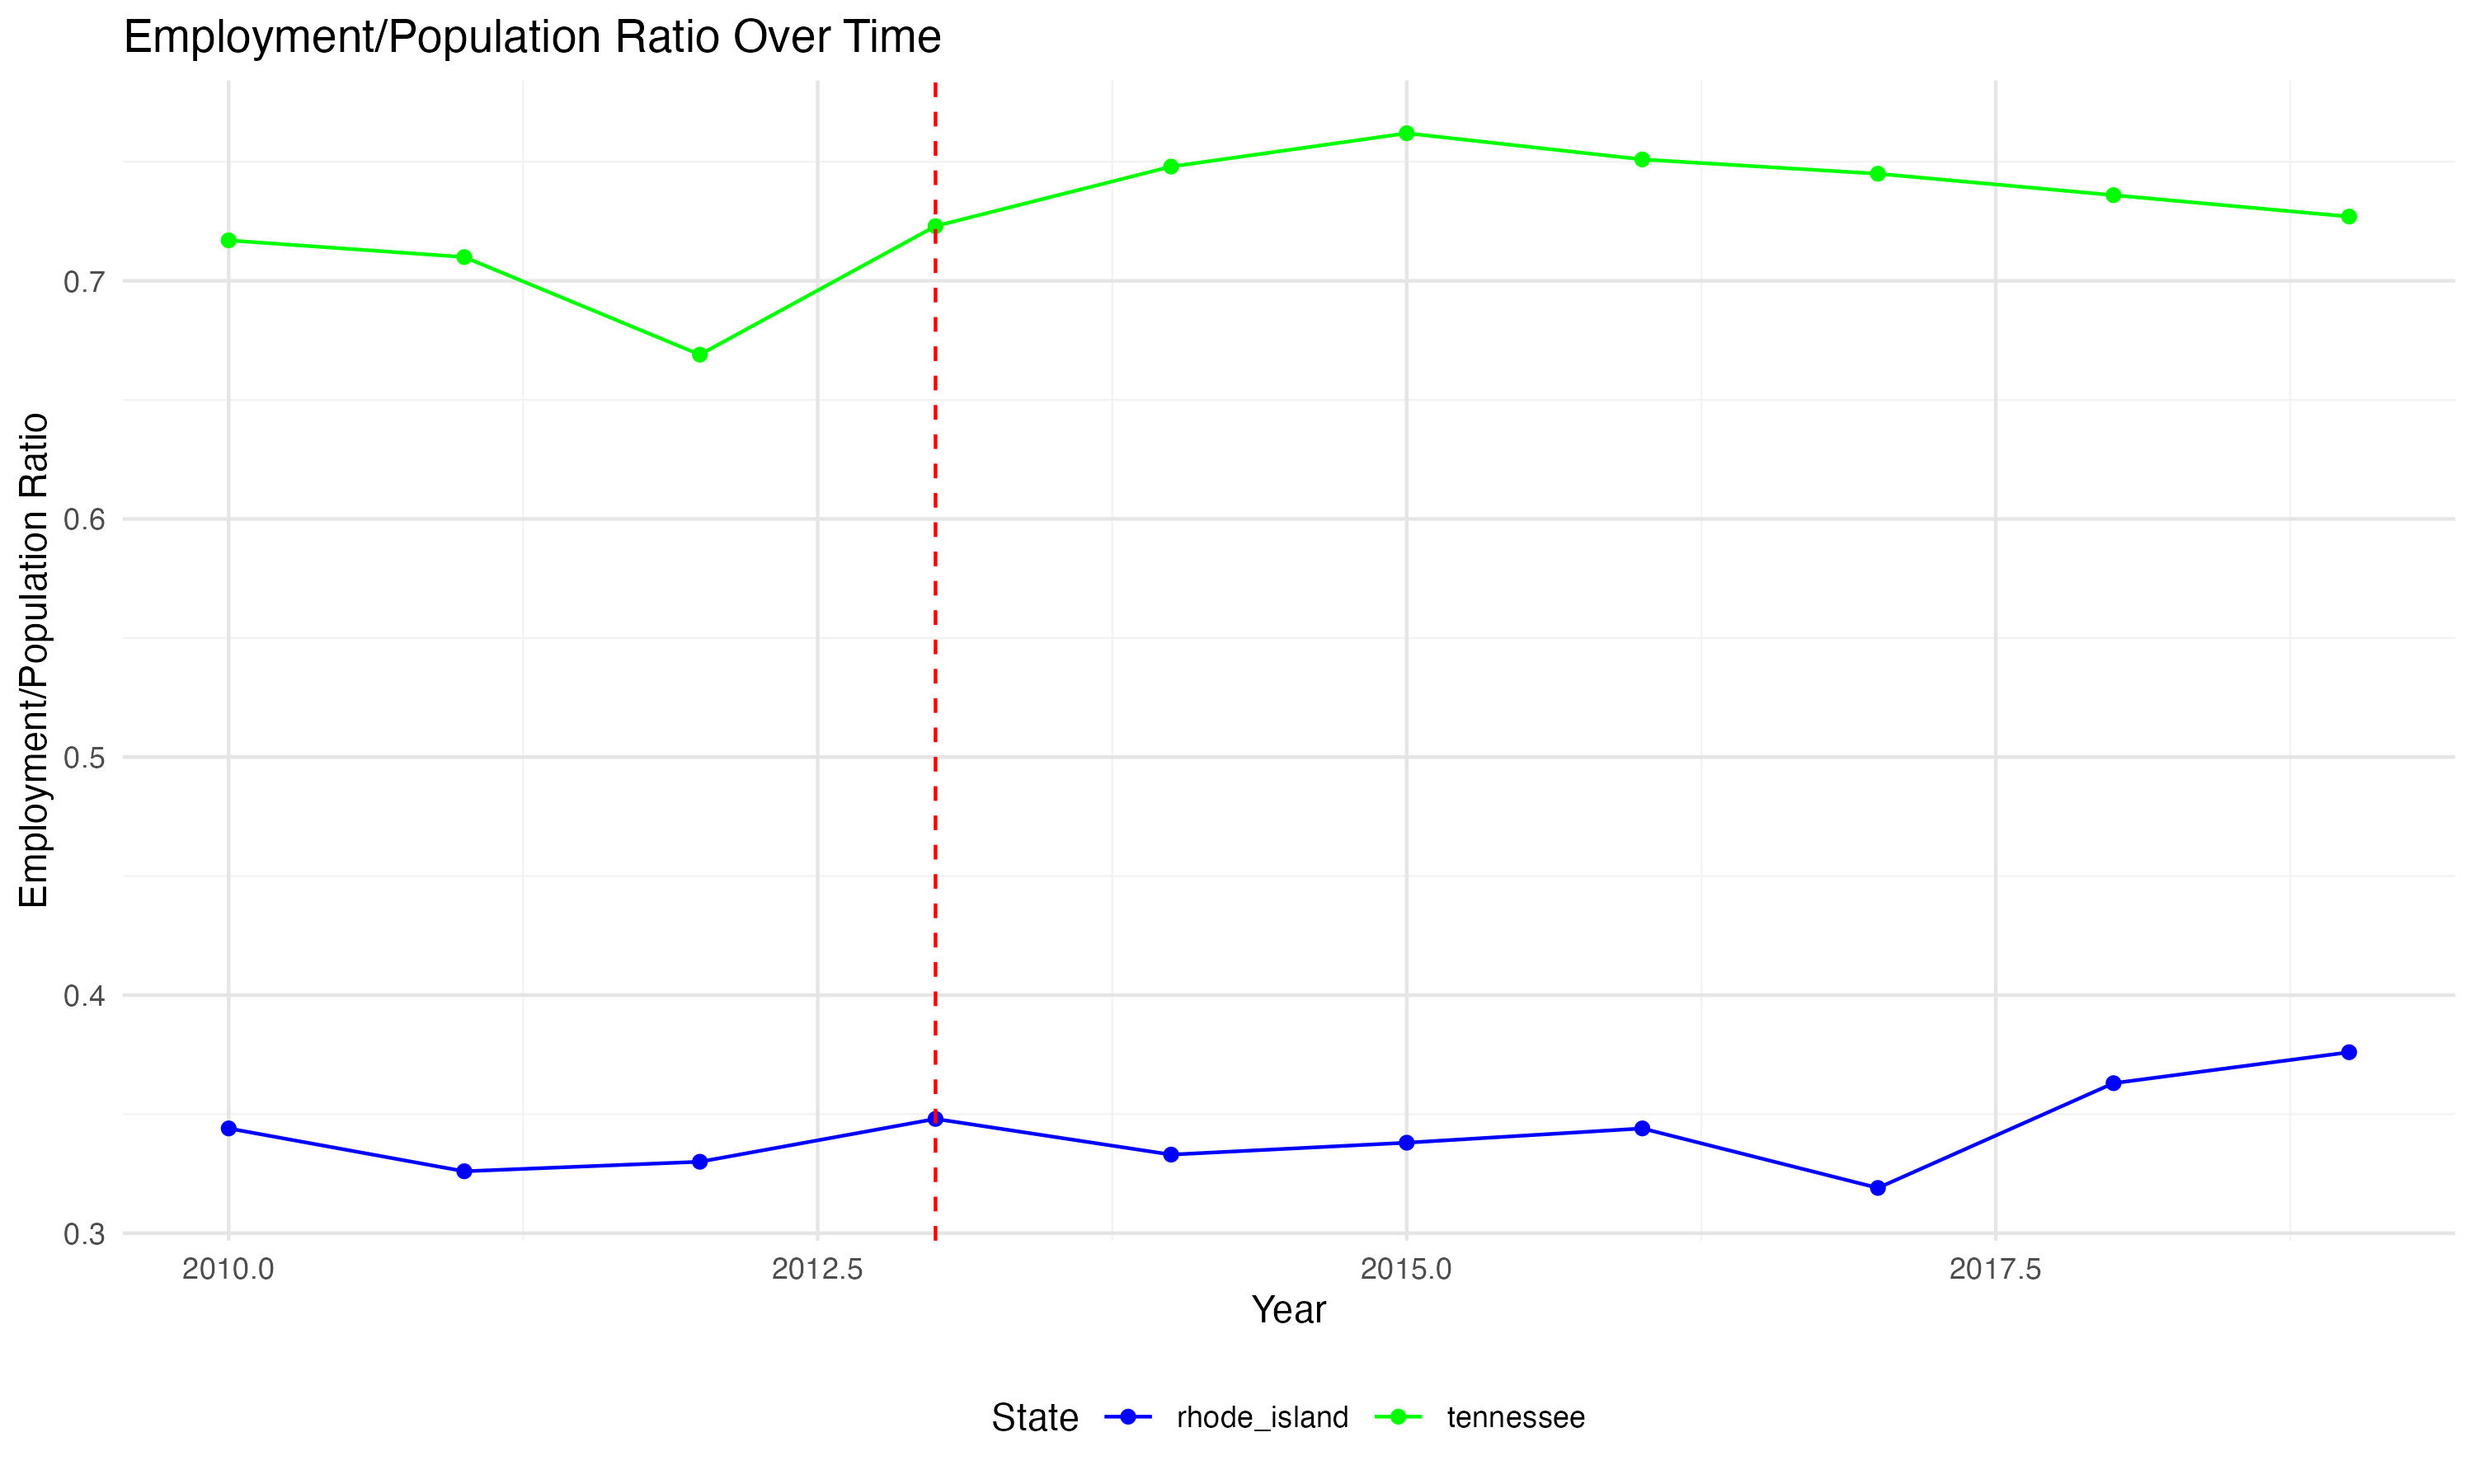 Employment/Population Ratio Over Time
Employment/Population Ratio
0.7
0.6
0.5
0.4
0.3
2010.0 2012.5 2015.0 2017.5
Year
State rhode_island tennessee